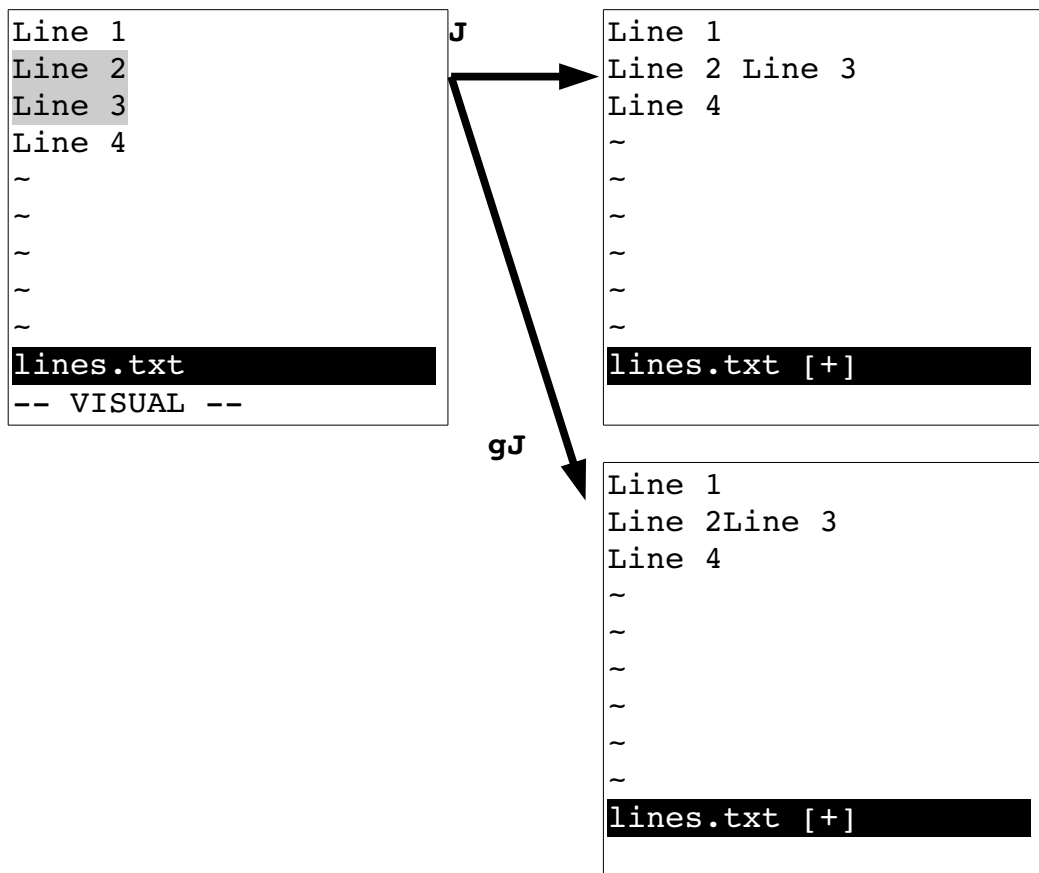 Line 1
Line 2
Line 3
Line 4
~
~
~
~
~
lines.txt
-- VISUAL --
J
Line 1
Line 2 Line 3
Line 4
~
~
~
~
~
~
lines.txt [+]
gJ
Line 1
Line 2Line 3
Line 4
~
~
~
~
~
~
lines.txt [+]